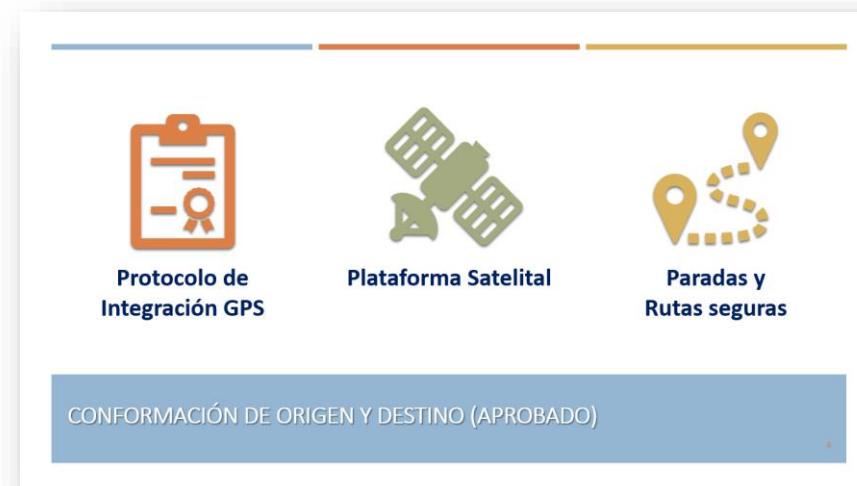 Protocolo de
Integración GPS
Plataforma Satelital
Paradas y
Rutas seguras
CONFORMACIÓN DE ORIGEN Y DESTINO (APROBADO)